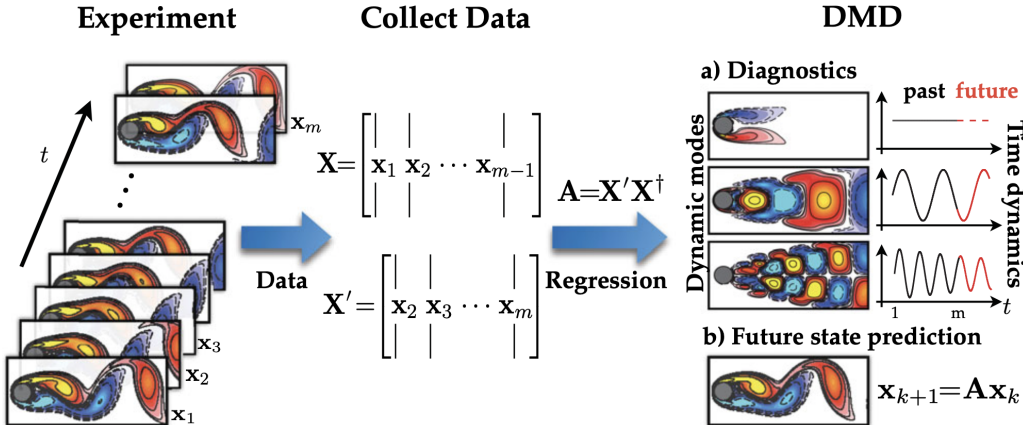 Experiment
Collect Data
DMD
t
x_m
x_3
x_2
x_1
Data
X=[x_1 x_2 ··· x_{m-1}]
X′=[x_2 x_3 ··· x_m]
A=X′X†
Regression
a) Diagnostics
Dynamic modes
past future
Time dynamics
1 m t
b) Future state prediction
x_{k+1}=Ax_k